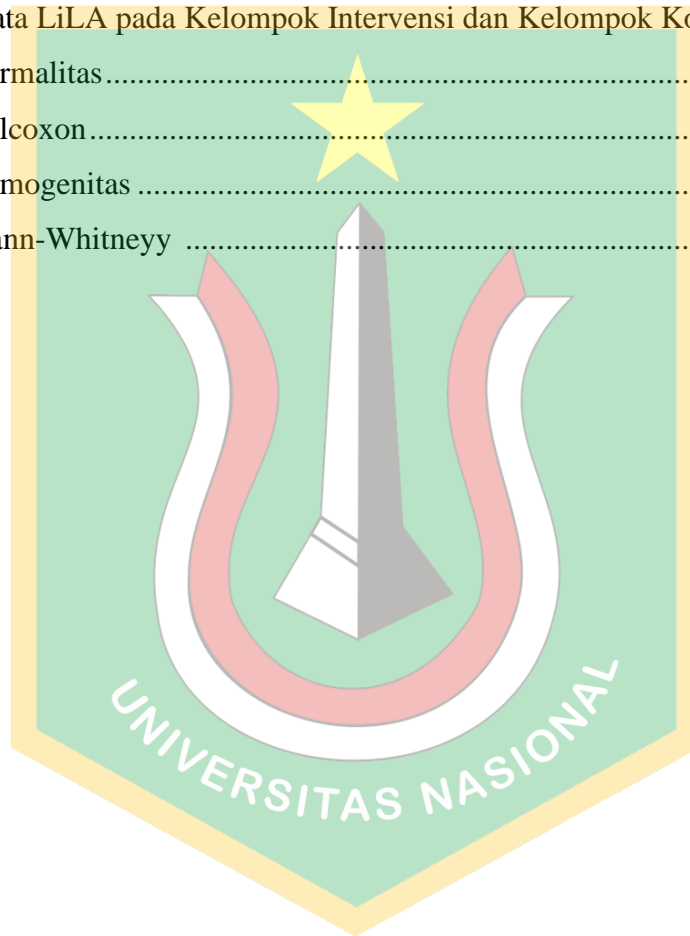 ata LiLA pada Kelompok Intervensi dan Kelompok Ko
rmalitas........................................................................................................
lcoxon...........................................................................................................
mogenitas ...................................................................................................
ann-Whitneyy ............................................................................................
UNIVERSITAS NASIONAL